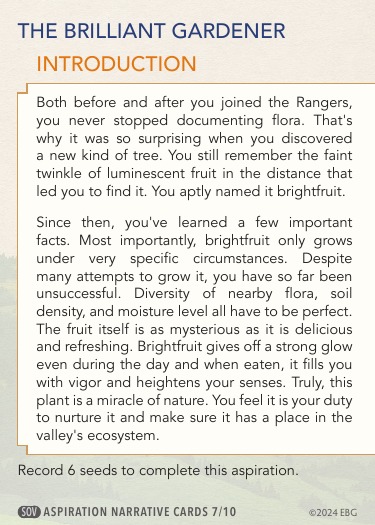 THE BRILLIANT GARDENER
INTRODUCTION
Both before and after you joined the Rangers,
you never stopped documenting flora. That's
why it was so surprising when you discovered
a new kind of tree. You still remember the faint
twinkle of luminescent fruit in the distance that
led you to find it. You aptly named it brightfruit.
Since then, you've learned a few important
facts. Most importantly, brightfruit only grows
under very specific circumstances. Despite
many attempts to grow it, you have so far been
unsuccessful. Diversity of nearby flora, soil
density, and moisture level all have to be perfect.
The fruit itself is as mysterious as it is delicious
and refreshing. Brightfruit gives off a strong glow
even during the day and when eaten, it fills you
with vigor and heightens your senses. Truly, this
plant is a miracle of nature. You feel it is your duty
to nurture it and make sure it has a place in the
valley's ecosystem.
Record 6 seeds to complete this aspiration.
SOV ASPIRATION NARRATIVE CARDS 7/10 ©2024 EBG